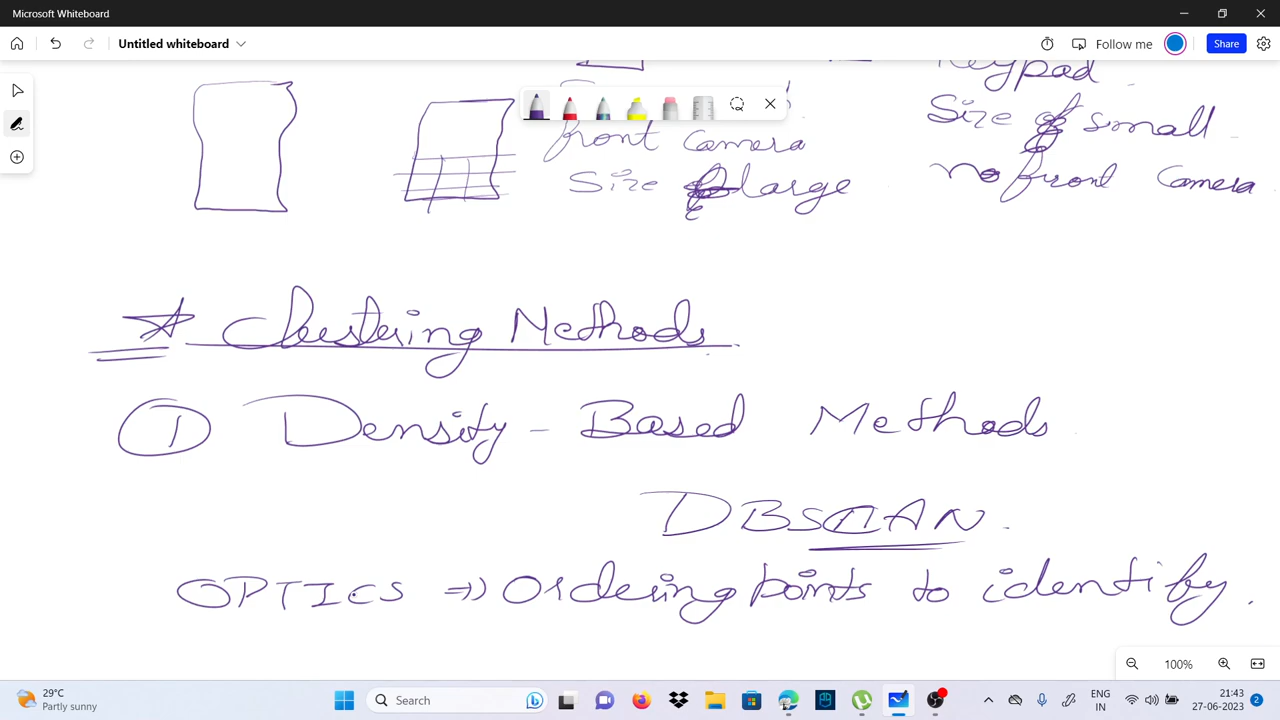 Microsoft Whiteboard
Untitled whiteboard
Follow me
Share
Keypad
front camera
Size of small
Size large
no front camera
* Clustering Methods
① Density - Based Methods
DBSCAN.
OPTICS => Ordering points to identify
100%
29°C
Partly sunny
Search
ENG
IN
21:43
27-06-2023
2